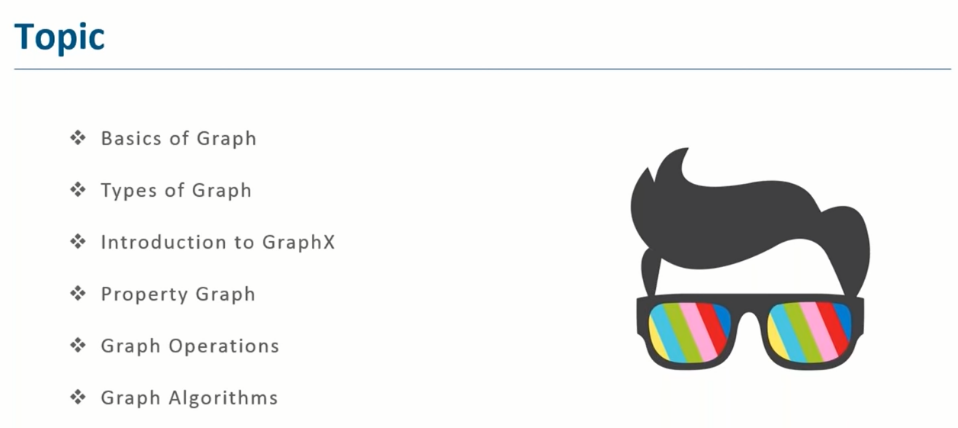 Topic
❖ Basics of Graph
❖ Types of Graph
❖ Introduction to GraphX
❖ Property Graph
❖ Graph Operations
❖ Graph Algorithms